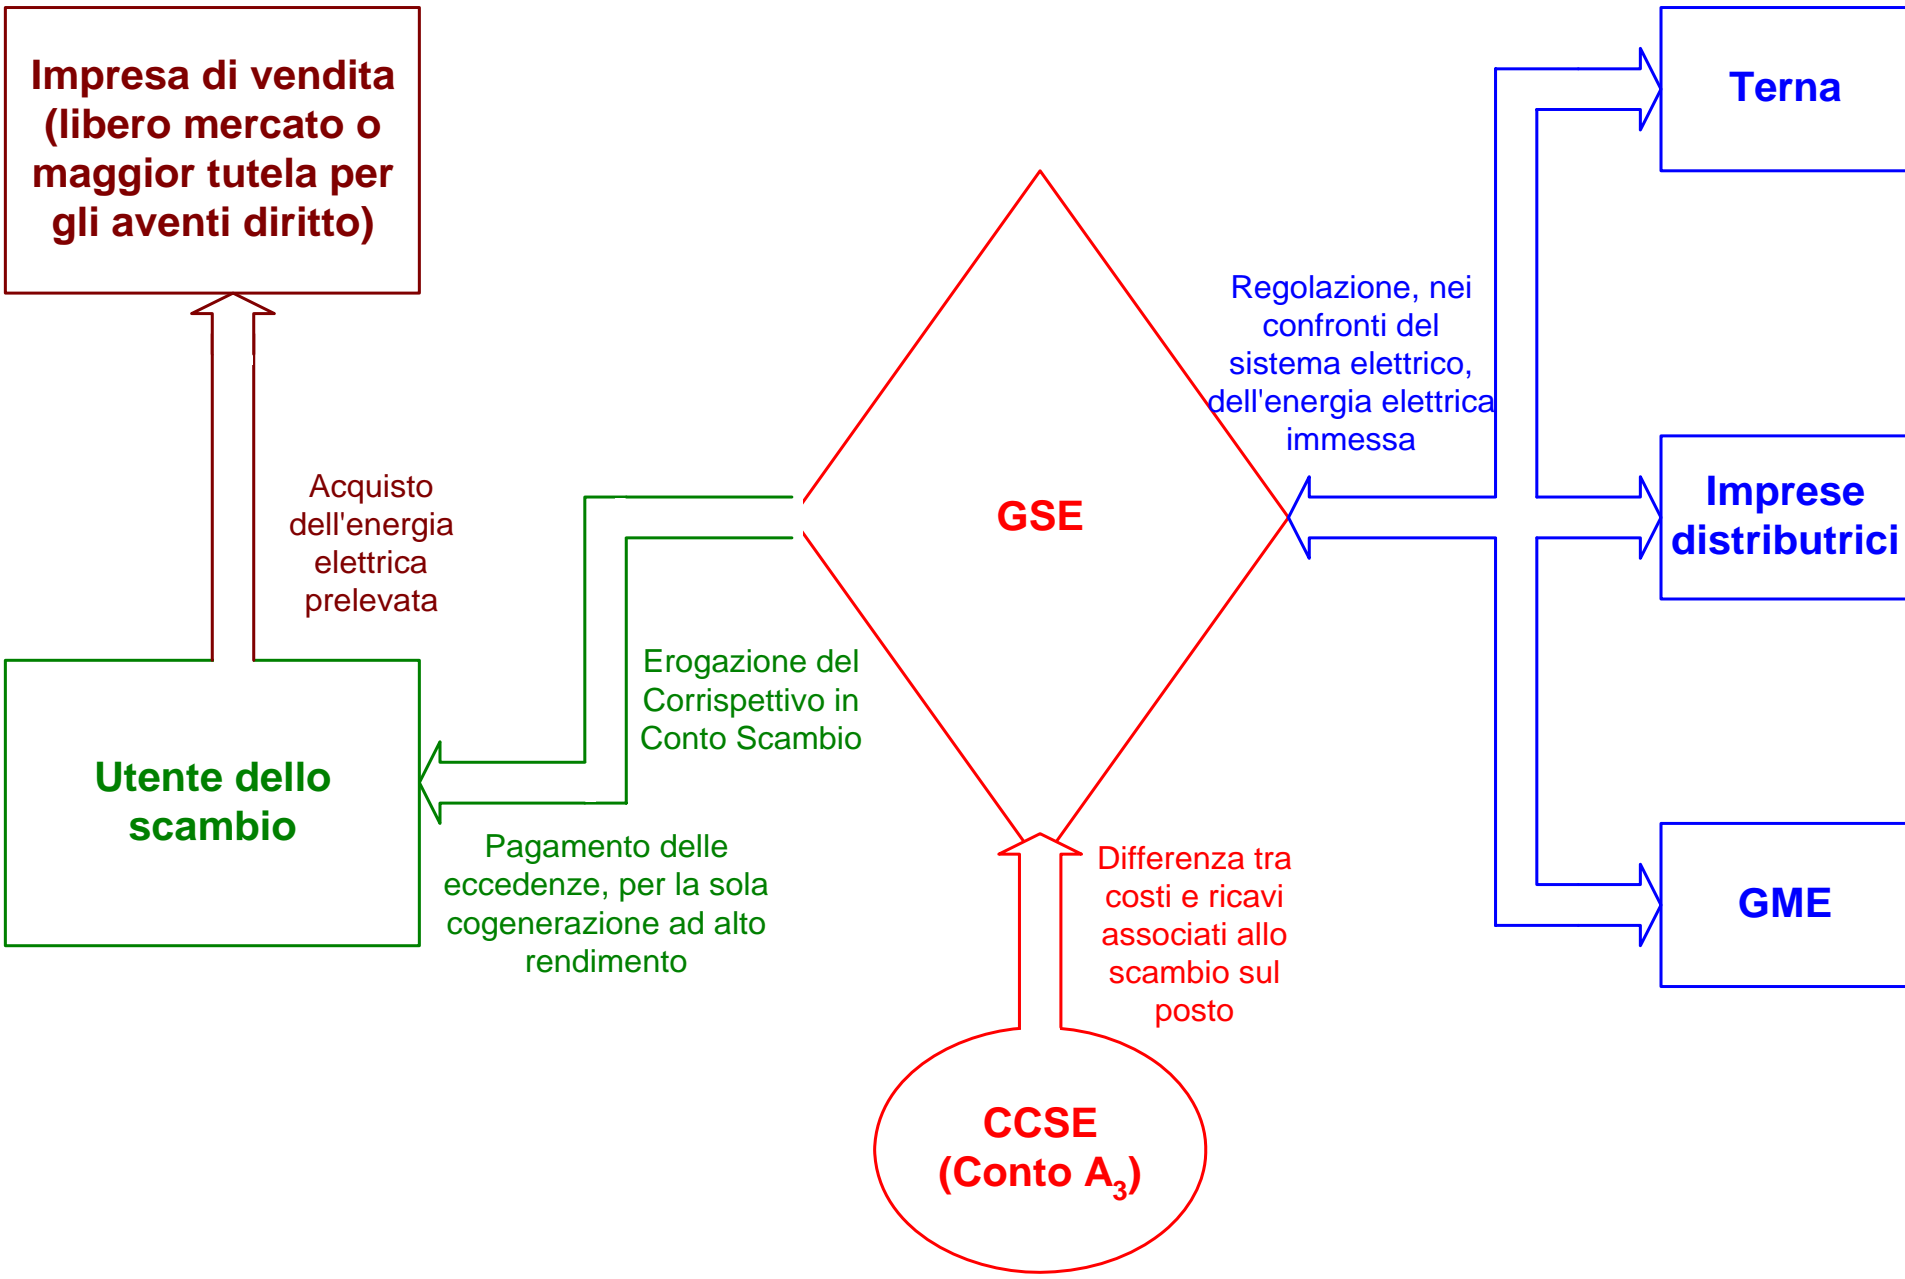 Impresa di vendita
(libero mercato o
maggior tutela per
gli aventi diritto)
Terna
Regolazione, nei
confronti del
sistema elettrico,
dell'energia elettrica
immessa
Acquisto
dell'energia
elettrica
prelevata
GSE
Imprese
distributrici
Erogazione del
Corrispettivo in
Conto Scambio
Utente dello
scambio
Pagamento delle
eccedenze, per la sola
cogenerazione ad alto
rendimento
Differenza tra
costi e ricavi
associati allo
scambio sul
posto
GME
CCSE
(Conto A₃)